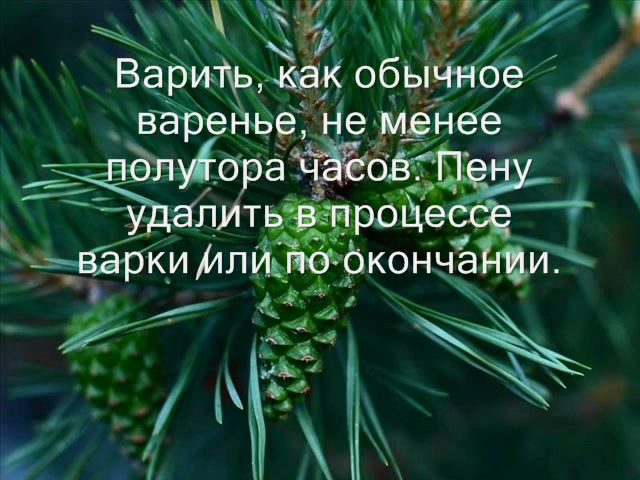 Варить, как обычное
варенье, не менее
полутора часов. Пену
удалить в процессе
варки или по окончании.